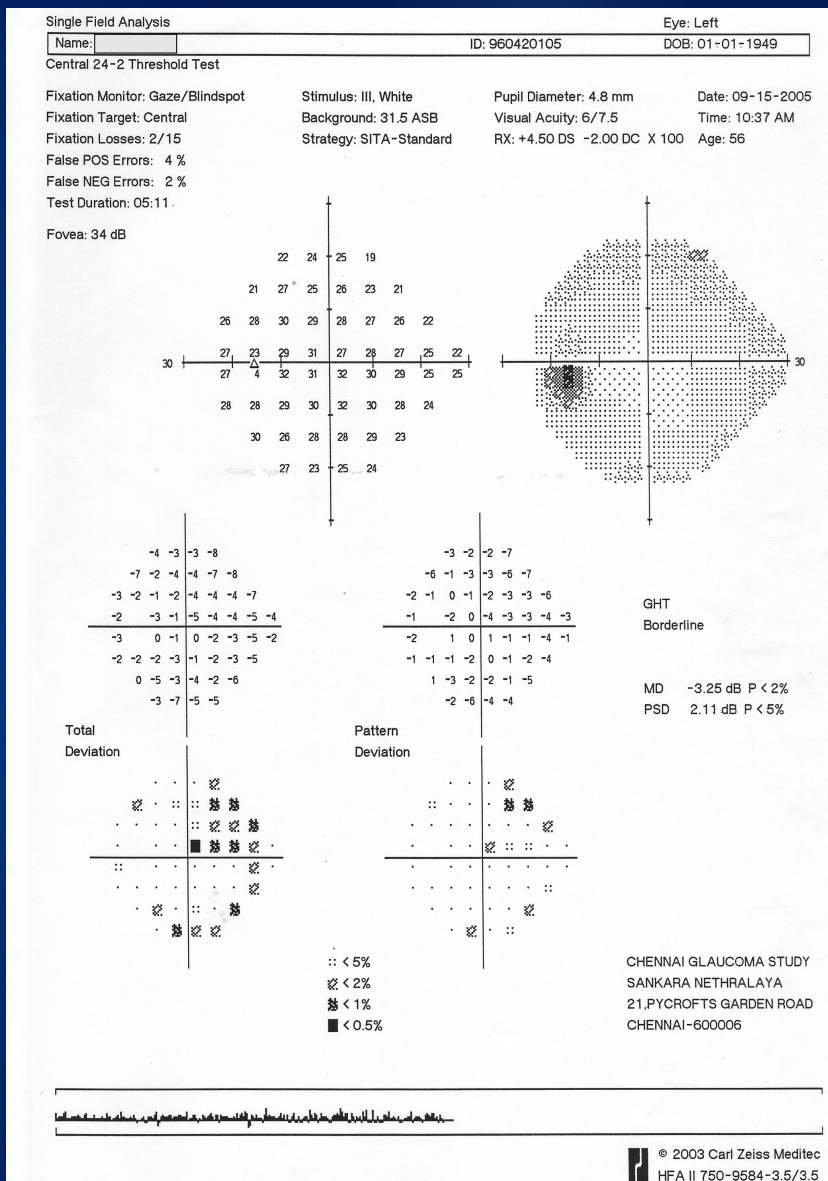 Single Field Analysis Eye: Left
Name: ID: 960420105 DOB: 01-01-1949
Central 24-2 Threshold Test
Fixation Monitor: Gaze/Blindspot Stimulus: III, White Pupil Diameter: 4.8 mm Date: 09-15-2005
Fixation Target: Central Background: 31.5 ASB Visual Acuity: 6/7.5 Time: 10:37 AM
Fixation Losses: 2/15 Strategy: SITA-Standard RX: +4.50 DS -2.00 DC X 100 Age: 56
False POS Errors: 4 %
False NEG Errors: 2 %
Test Duration: 05:11
Fovea: 34 dB
22 24 25 19
21 27 25 26 23 21
26 28 30 29 28 27 26 22
27 23 29 31 27 28 27 25 22
30 30
27 4 32 31 32 30 29 25 25
28 28 29 30 32 30 28 24
30 26 28 28 29 23
27 23 25 24
-4 -3 -3 -8
-7 -2 -4 -4 -7 -8
-3 -2 -1 -2 -4 -4 -4 -7
-2 -3 -1 -5 -4 -4 -5 -4
-3 0 -1 0 -2 -3 -5 -2
-2 -2 -2 -3 -1 -2 -3 -5
0 -5 -3 -4 -2 -6
-3 -7 -5 -5
Total
Deviation
-3 -2 -2 -7
-6 -1 -3 -3 -6 -7
-2 -1 0 -1 -2 -3 -3 -6
-1 -2 0 -4 -3 -3 -4 -3
-2 1 0 1 -1 -1 -4 -1
-1 -1 -1 -2 0 -1 -2 -4
1 -3 -2 -2 -1 -5
-2 -6 -4 -4
Pattern
Deviation
GHT
Borderline
MD -3.25 dB P < 2%
PSD 2.11 dB P < 5%
< 5%
< 2%
< 1%
< 0.5%
CHENNAI GLAUCOMA STUDY
SANKARA NETHRALAYA
21,PYCROFTS GARDEN ROAD
CHENNAI-600006
© 2003 Carl Zeiss Meditec
HFA II 750-9584-3.5/3.5